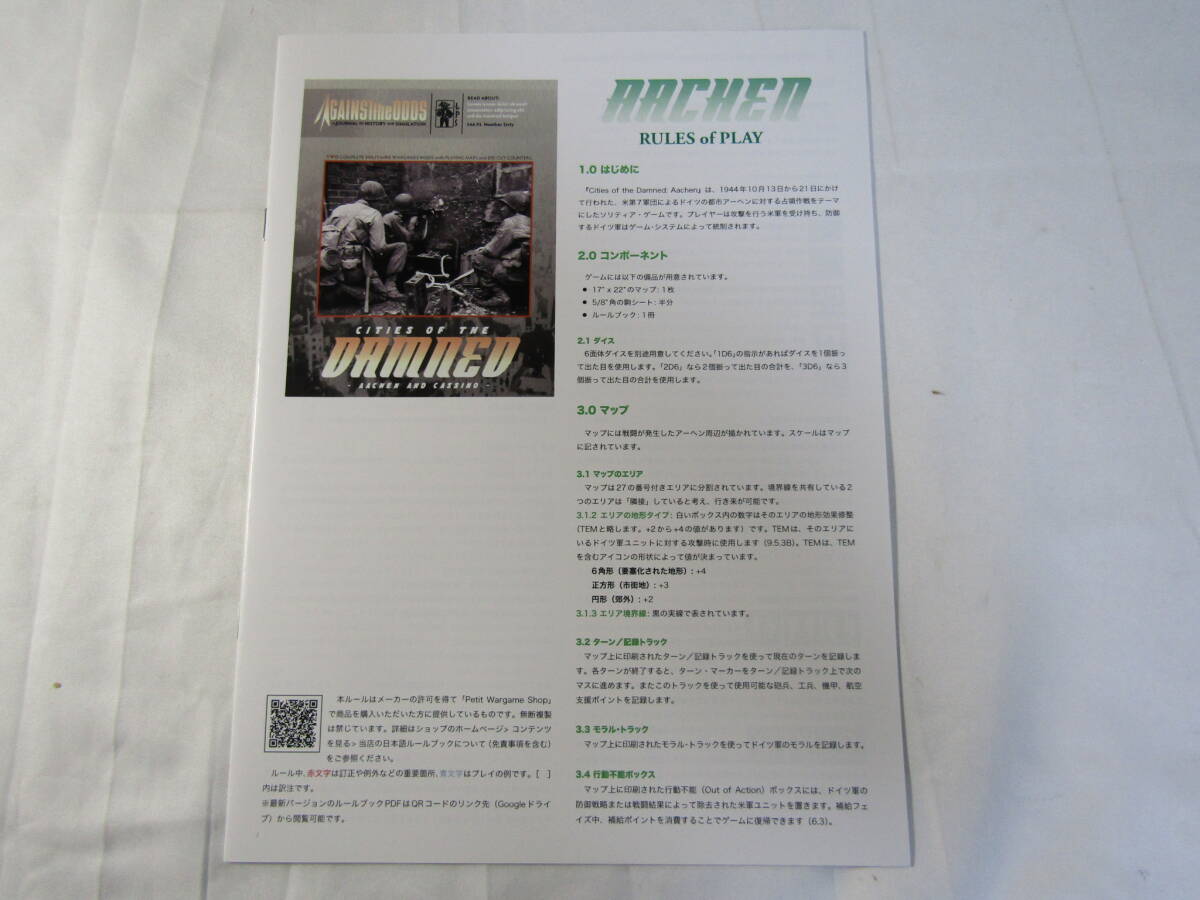 AGAINST the ODDS
A JOURNAL of HISTORY and SIMULATION
LPS
READ ABOUT:
CITIES OF THE
DAMNED
- AACHEN AND CASSINO -
AACHEN
RULES of PLAY
1.0 はじめに
『Cities of the Damned: Aachen』は、1944年10月13日から21日にかけ
て行われた、米第7軍団によるドイツの都市アーヘンに対する占領作戦をテーマ
にしたソリティア・ゲームです。プレイヤーは攻撃を行う米軍を受け持ち、防御
するドイツ軍はゲーム・システムによって統制されます。
2.0 コンポーネント
ゲームには以下の備品が用意されています。
● 17" x 22"のマップ: 1枚
● 5/8"角の駒シート: 半分
● ルールブック: 1冊
2.1 ダイス
6面体ダイスを別途用意してください。「1D6」の指示があればダイスを1個振っ
て出た目を使用します。「2D6」なら2個振って出た目の合計を、「3D6」なら3
個振って出た目の合計を使用します。
3.0 マップ
マップには戦闘が発生したアーヘン周辺が描かれています。スケールはマップ
に記されています。
3.1 マップのエリア
マップは27の番号付きエリアに分割されています。境界線を共有している2
つのエリアは「隣接」していると考え、行き来が可能です。
3.1.2 エリアの地形タイプ: 白いボックス内の数字はそのエリアの地形効果修整
(TEMと略します。+2から+4の値があります) です。TEMは、そのエリアに
いるドイツ軍ユニットに対する攻撃時に使用します (9.5.3B)。TEMは、TEM
を含むアイコンの形状によって値が決まっています。
6角形 (要塞化された地形) : +4
正方形 (市街地) : +3
円形 (郊外) : +2
3.1.3 エリア境界線: 黒の実線で表されています。
3.2 ターン／記録トラック
マップ上に印刷されたターン／記録トラックを使って現在のターンを記録しま
す。各ターンが終了すると、ターン・マーカーをターン／記録トラック上で次の
マスに進めます。またこのトラックを使って使用可能な砲兵、工兵、機甲、航空
支援ポイントを記録します。
3.3 モラル・トラック
マップ上に印刷されたモラル・トラックを使ってドイツ軍のモラルを記録します。
3.4 行動不能ボックス
マップ上に印刷された行動不能 (Out of Action) ボックスには、ドイツ軍の
防御戦略または戦闘結果によって除去された米軍ユニットを置きます。補給フェ
イズ中、補給ポイントを消費することでゲームに復帰できます (6.3)。
本ルールはメーカーの許可を得て「Petit Wargame Shop」
で商品を購入いただいた方に提供しているものです。無断複製
は禁じています。詳細はショップのホームページ> コンテンツ
を見る> 当店の日本語ルールブックについて (免責事項を含む)
をご参照ください。
ルール中、赤文字は訂正や例外などの重要箇所、青文字はプレイの例です。[ ]
内は訳注です。
※最新バージョンのルールブックPDFはQRコードのリンク先 (Googleドライ
ブ) から閲覧可能です。